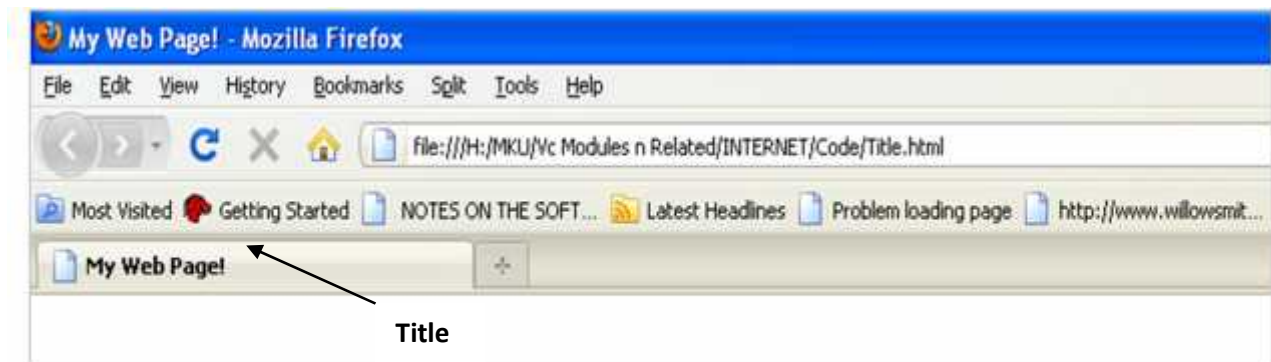 My Web Page! - Mozilla Firefox
File Edit View History Bookmarks Split Tools Help
file:///H:/MKU/Vc Modules n Related/INTERNET/Code/Title.html
Most Visited Getting Started NOTES ON THE SOFT... Latest Headlines Problem loading page http://www.willowsmit...
My Web Page!
Title